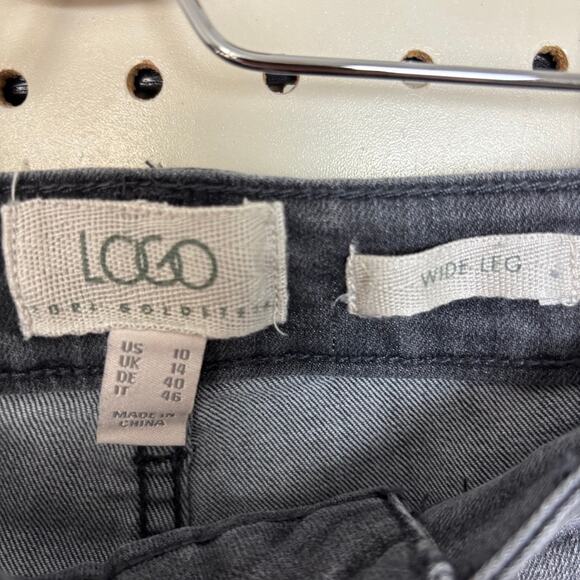 LOGO
LORI GOLDSTEIN
WIDE LEG
US 10
UK 14
DE 40
IT 46
MADE IN
CHINA